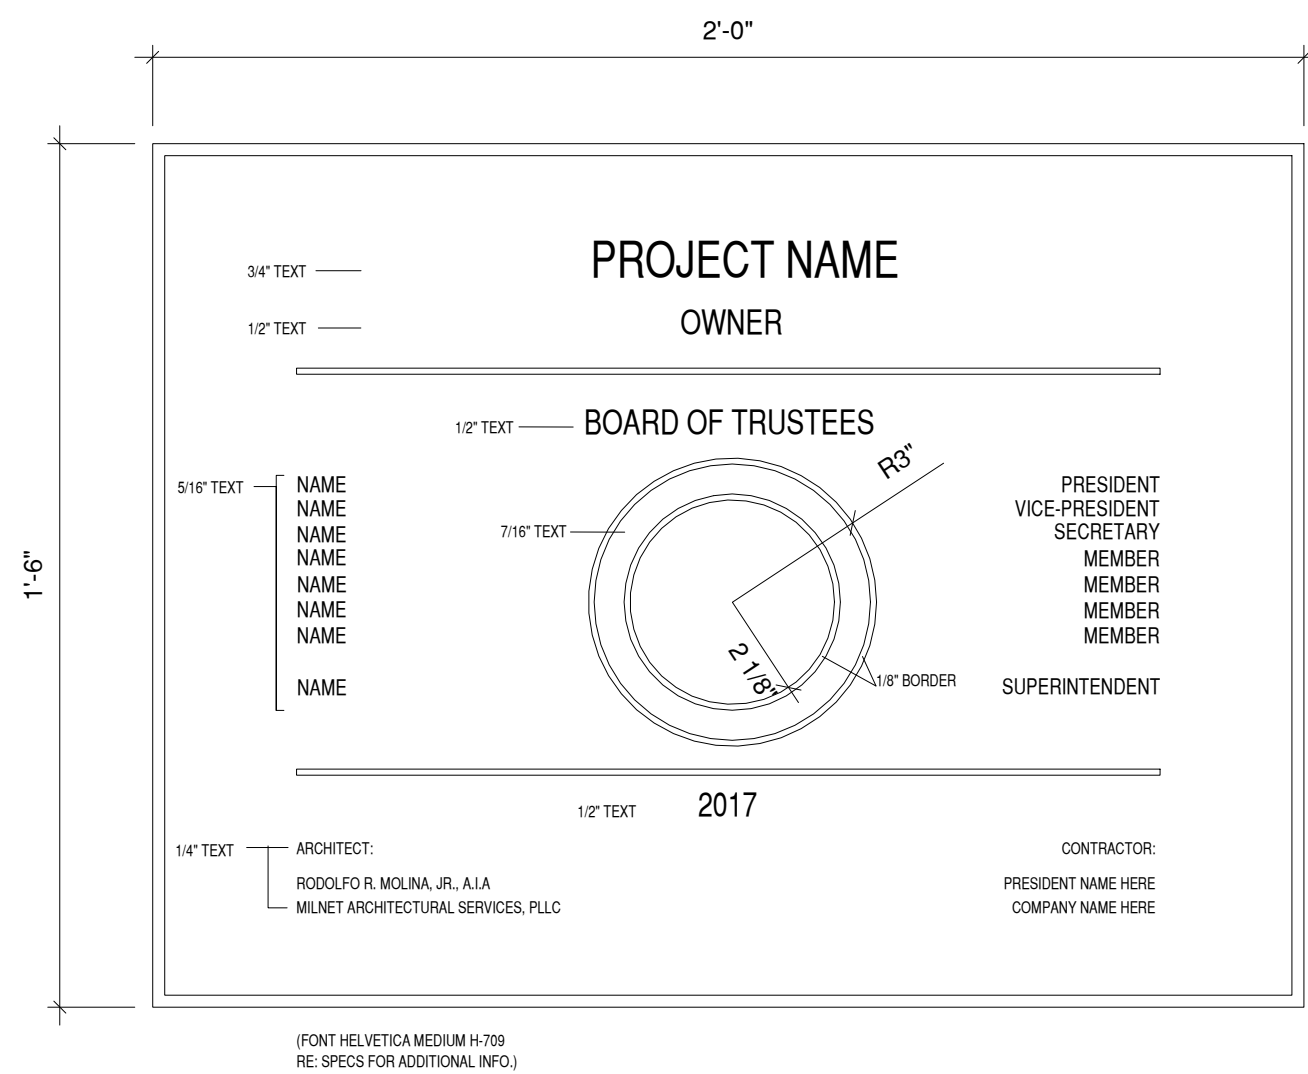 2'-0"
1'-6"
3/4" TEXT
PROJECT NAME
1/2" TEXT
OWNER
1/2" TEXT
BOARD OF TRUSTEES
R3"
5/16" TEXT
NAME
PRESIDENT
NAME
VICE-PRESIDENT
7/16" TEXT
NAME
SECRETARY
NAME
MEMBER
NAME
MEMBER
NAME
MEMBER
NAME
MEMBER
2 1/8"
1/8" BORDER
NAME
SUPERINTENDENT
1/2" TEXT
2017
1/4" TEXT
ARCHITECT:
CONTRACTOR:
RODOLFO R. MOLINA, JR., A.I.A
PRESIDENT NAME HERE
MILNET ARCHITECTURAL SERVICES, PLLC
COMPANY NAME HERE
(FONT HELVETICA MEDIUM H-709
RE: SPECS FOR ADDITIONAL INFO.)